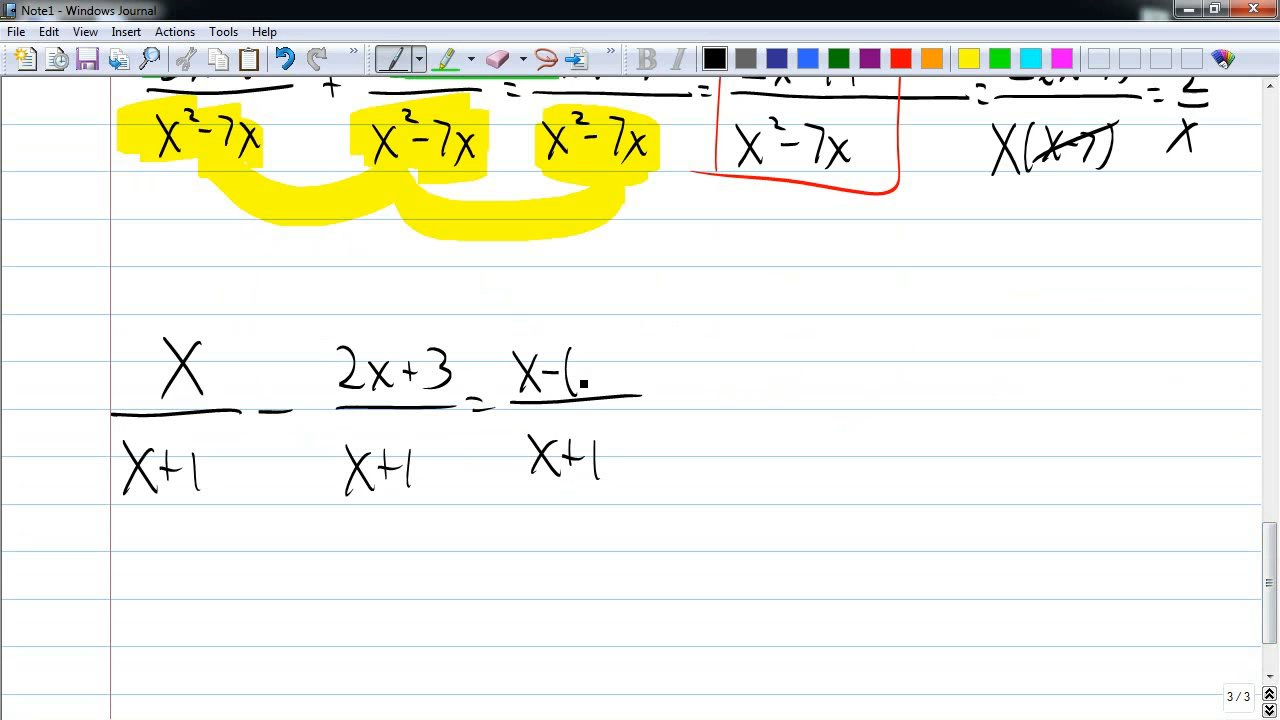 Note1 - Windows Journal
File Edit View Insert Actions Tools Help
+ = = = = 2
x²-7x x²-7x x²-7x x²-7x x(x-7) x
x 2x+3 x-(
— - — = —
x+1 x+1 x+1
3 / 3